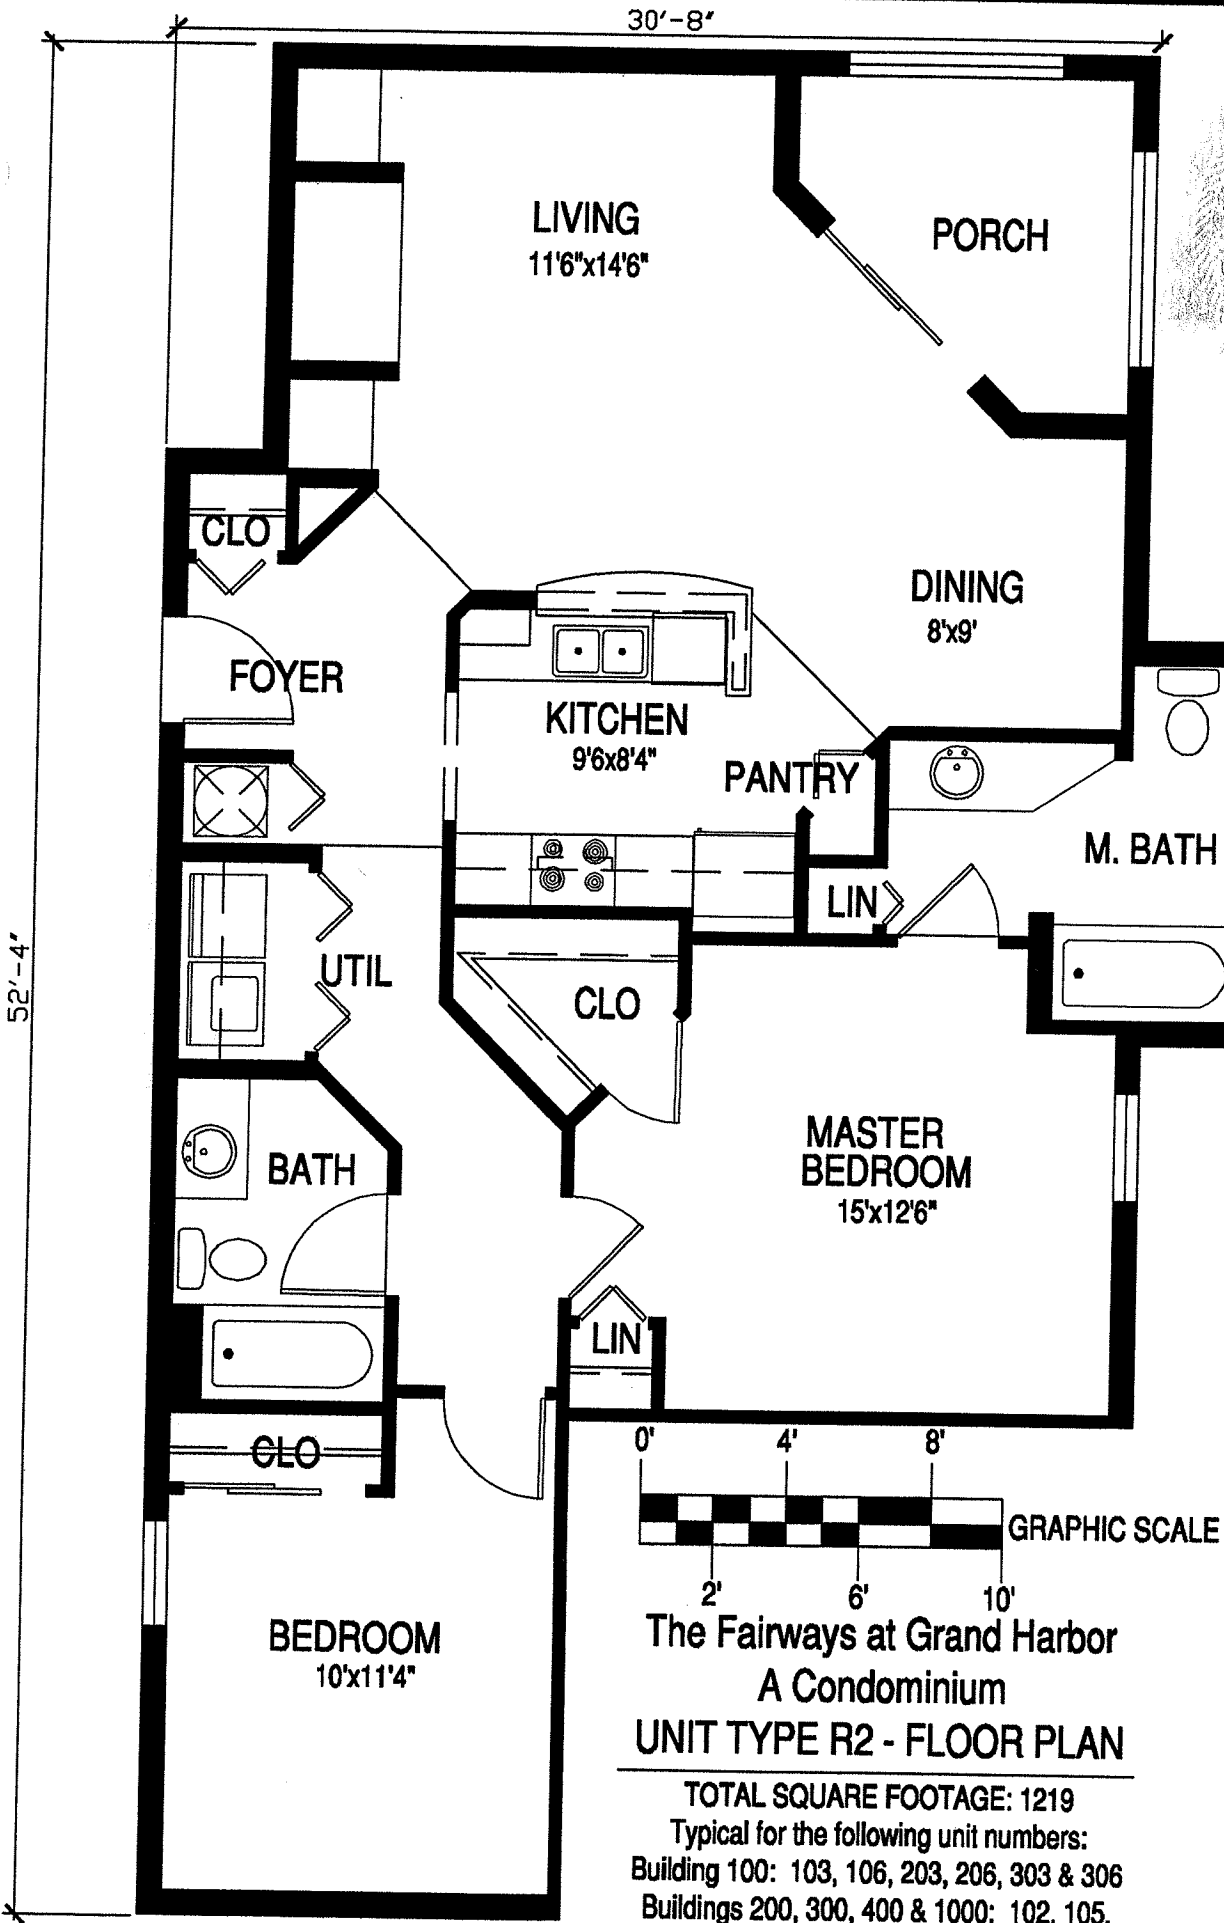 30'-8"
LIVING
11'6"x14'6"
PORCH
CLO
DINING
8'x9'
FOYER
KITCHEN
9'6x8'4"
PANTRY
M. BATH
LIN
52'-4"
UTIL
CLO
MASTER
BEDROOM
15'x12'6"
BATH
LIN
CLO
0' 4' 8'
GRAPHIC SCALE
2' 6' 10'
BEDROOM
10'x11'4"
The Fairways at Grand Harbor
A Condominium
UNIT TYPE R2 - FLOOR PLAN
TOTAL SQUARE FOOTAGE: 1219
Typical for the following unit numbers:
Building 100: 103, 106, 203, 206, 303 & 306
Buildings 200, 300, 400 & 1000: 102, 105,